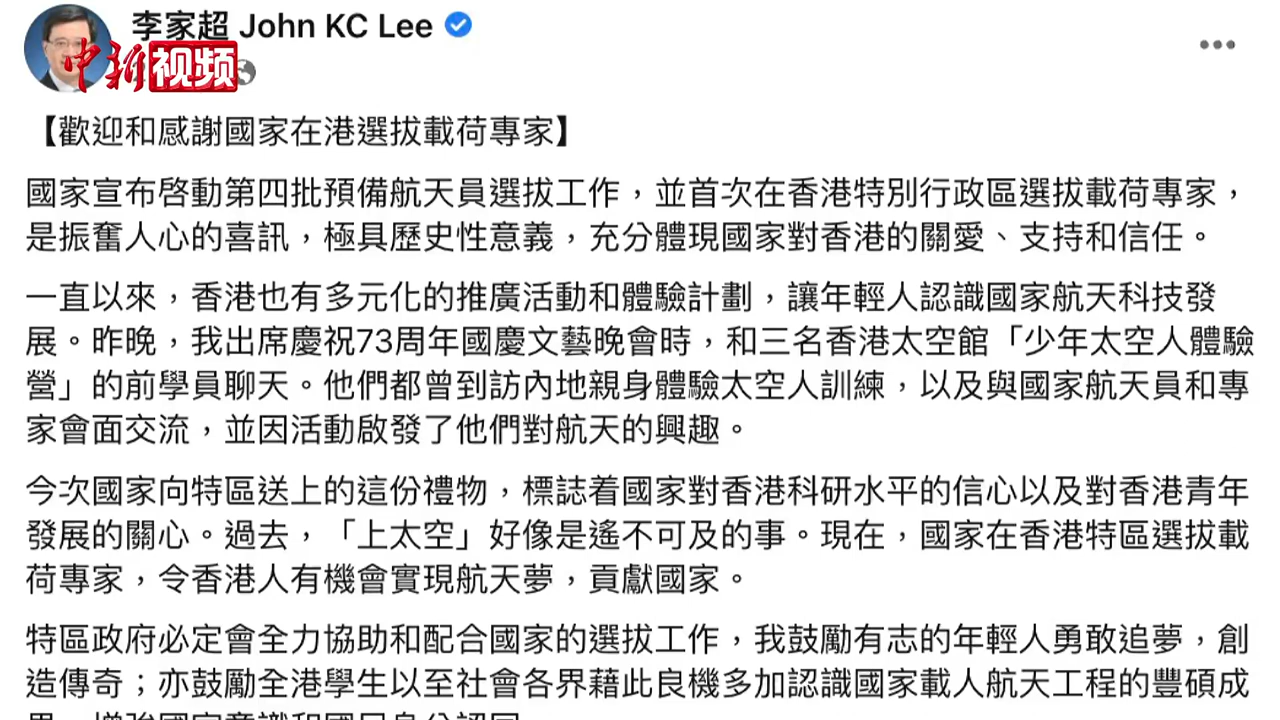 李家超 John KC Lee
中新视频
【歡迎和感謝國家在港選拔載荷專家】
國家宣布啓動第四批預備航天員選拔工作，並首次在香港特別行政區選拔載荷專家，
是振奮人心的喜訊，極具歷史性意義，充分體現國家對香港的關愛、支持和信任。
一直以來，香港也有多元化的推廣活動和體驗計劃，讓年輕人認識國家航天科技發
展。昨晚，我出席慶祝73周年國慶文藝晚會時，和三名香港太空館「少年太空人體驗
營」的前學員聊天。他們都曾到訪內地親身體驗太空人訓練，以及與國家航天員和專
家會面交流，並因活動啟發了他們對航天的興趣。
今次國家向特區送上的這份禮物，標誌着國家對香港科研水平的信心以及對香港青年
發展的關心。過去，「上太空」好像是遙不可及的事。現在，國家在香港特區選拔載
荷專家，令香港人有機會實現航天夢，貢獻國家。
特區政府必定會全力協助和配合國家的選拔工作，我鼓勵有志的年輕人勇敢追夢，創
造傳奇；亦鼓勵全港學生以至社會各界藉此良機多加認識國家載人航天工程的豐碩成
果，增強國家意識和國民身分認同。